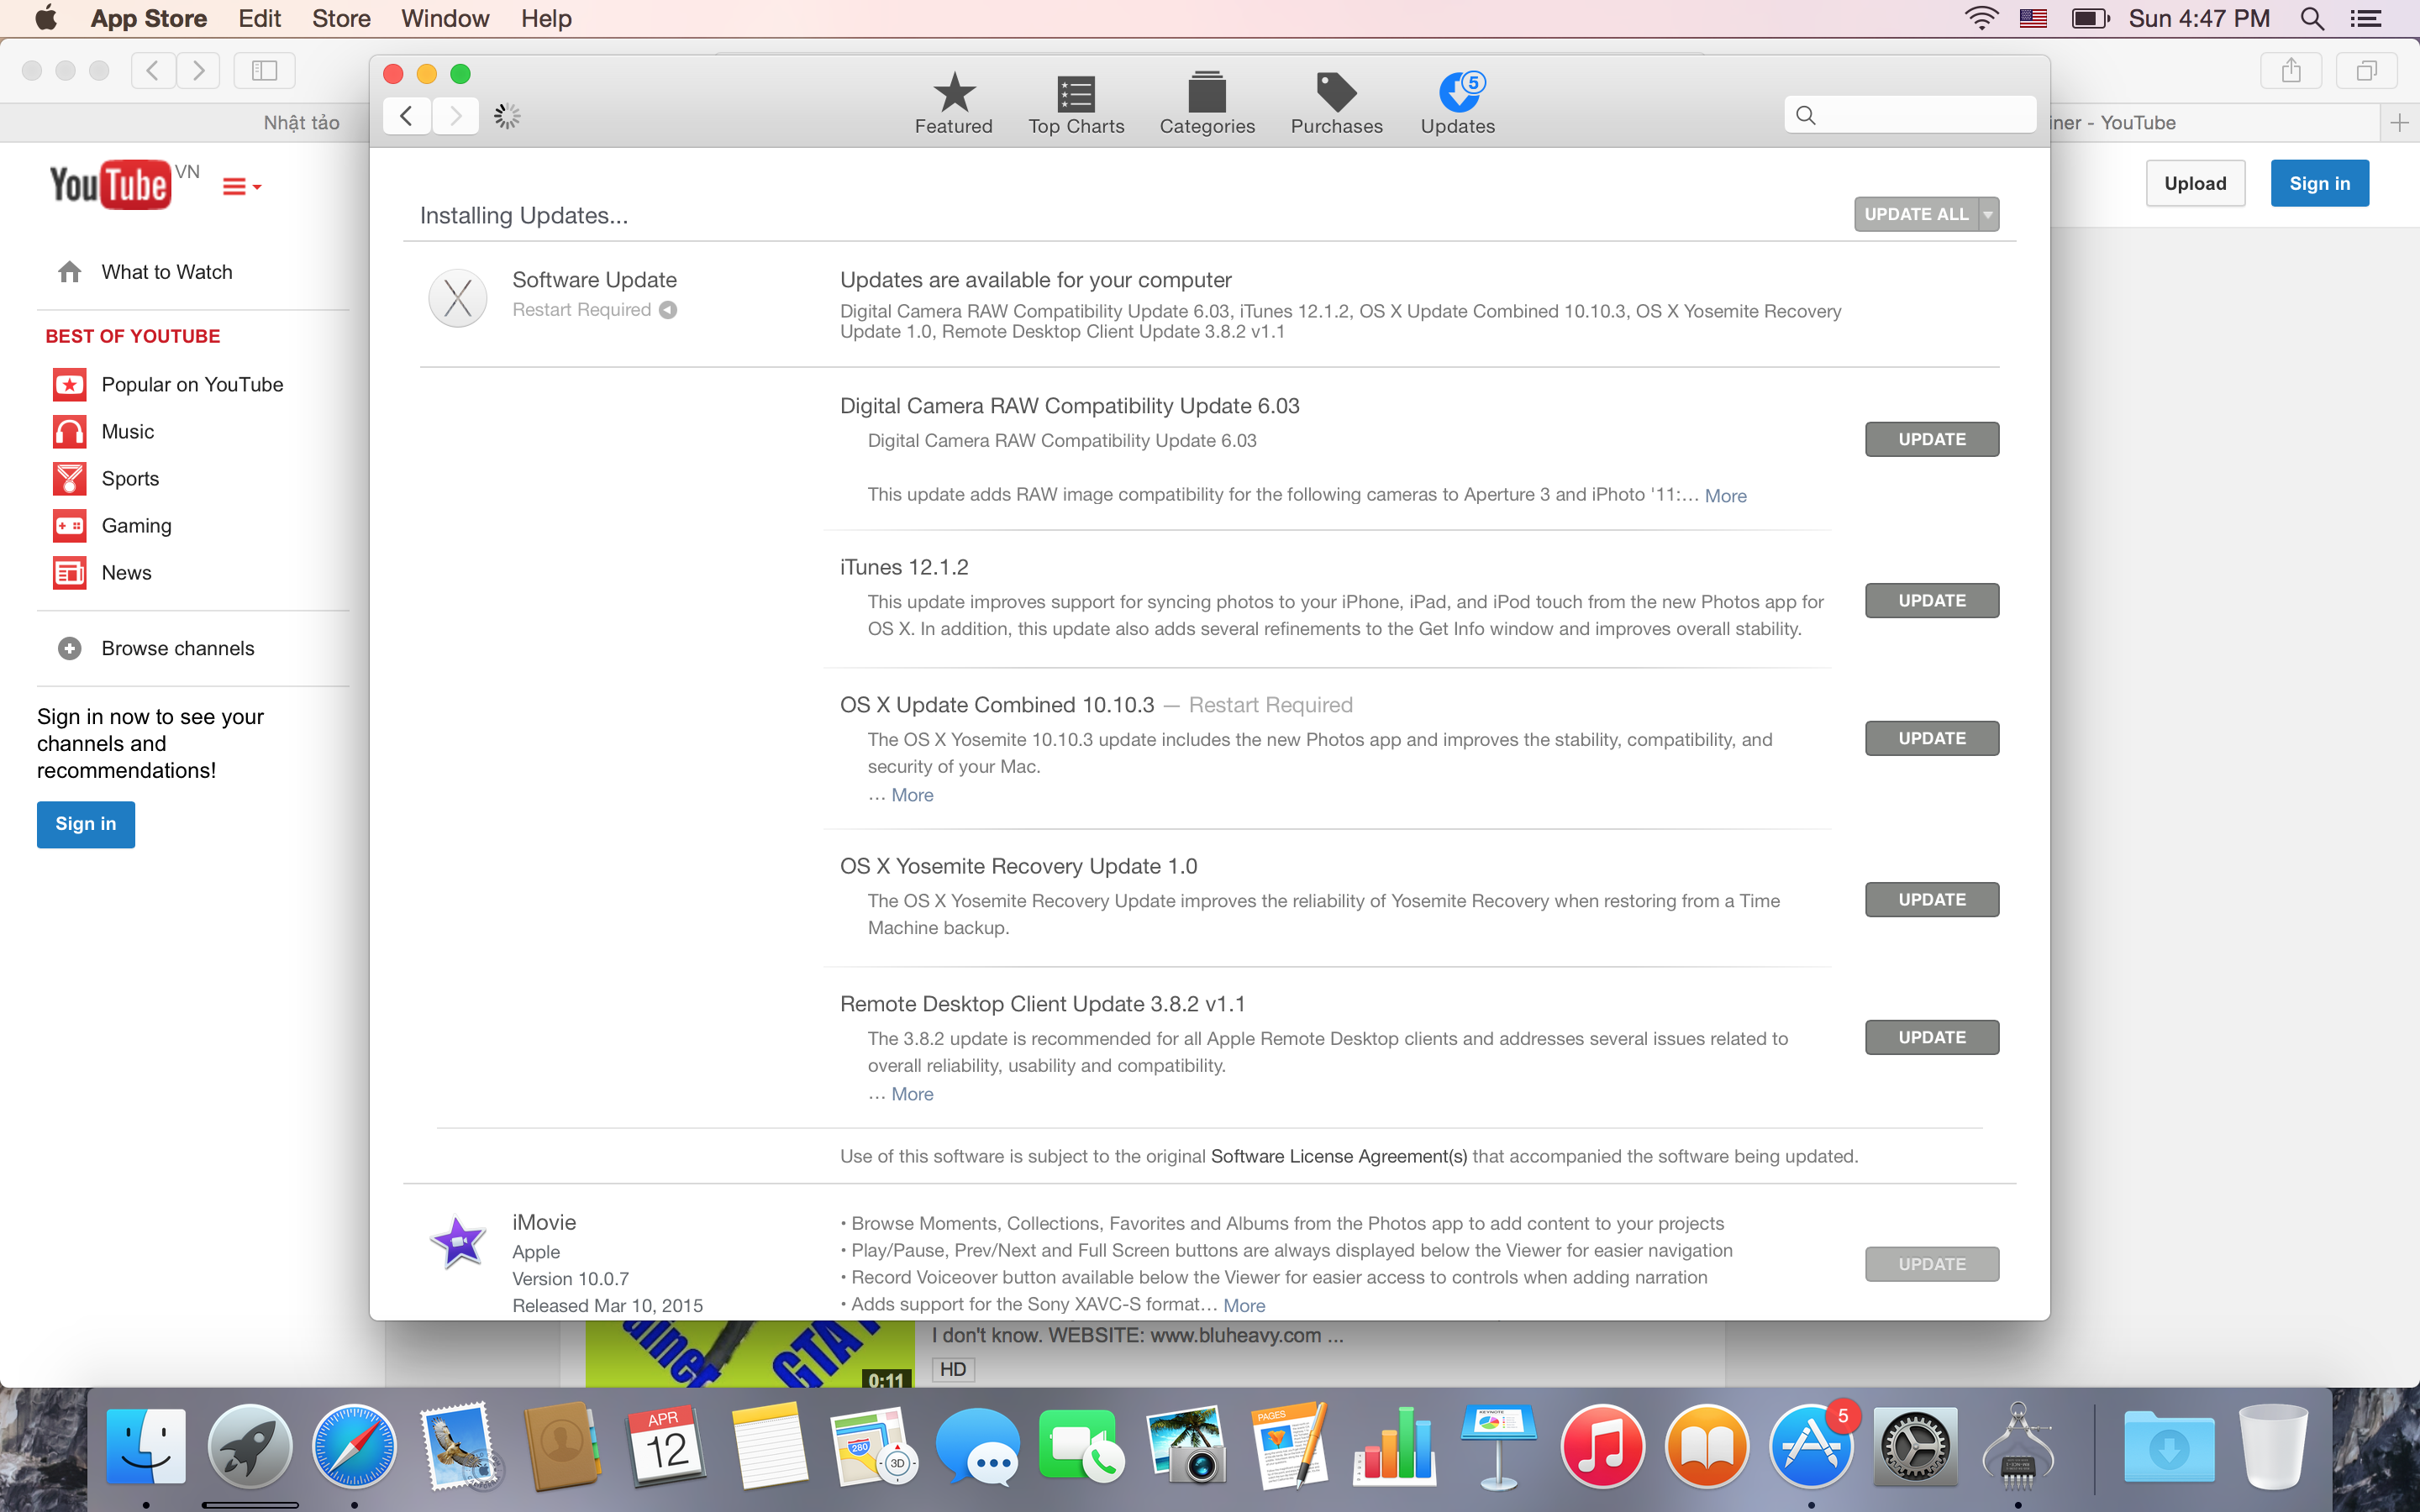 App Store Edit Store Window Help Sun 4:47 PM
Nhật tảo
iner - YouTube
Featured Top Charts Categories Purchases Updates
5
YouTube VN
Upload Sign in
What to Watch
BEST OF YOUTUBE
Popular on YouTube
Music
Sports
Gaming
News
Browse channels
Sign in now to see your
channels and
recommendations!
Sign in
Installing Updates...
UPDATE ALL
Software Update
Restart Required
Updates are available for your computer
Digital Camera RAW Compatibility Update 6.03, iTunes 12.1.2, OS X Update Combined 10.10.3, OS X Yosemite Recovery
Update 1.0, Remote Desktop Client Update 3.8.2 v1.1
Digital Camera RAW Compatibility Update 6.03
Digital Camera RAW Compatibility Update 6.03
UPDATE
This update adds RAW image compatibility for the following cameras to Aperture 3 and iPhoto '11:… More
iTunes 12.1.2
This update improves support for syncing photos to your iPhone, iPad, and iPod touch from the new Photos app for
OS X. In addition, this update also adds several refinements to the Get Info window and improves overall stability.
UPDATE
OS X Update Combined 10.10.3 — Restart Required
The OS X Yosemite 10.10.3 update includes the new Photos app and improves the stability, compatibility, and
security of your Mac.
… More
UPDATE
OS X Yosemite Recovery Update 1.0
The OS X Yosemite Recovery Update improves the reliability of Yosemite Recovery when restoring from a Time
Machine backup.
UPDATE
Remote Desktop Client Update 3.8.2 v1.1
The 3.8.2 update is recommended for all Apple Remote Desktop clients and addresses several issues related to
overall reliability, usability and compatibility.
… More
UPDATE
Use of this software is subject to the original Software License Agreement(s) that accompanied the software being updated.
iMovie
Apple
Version 10.0.7
Released Mar 10, 2015
• Browse Moments, Collections, Favorites and Albums from the Photos app to add content to your projects
• Play/Pause, Prev/Next and Full Screen buttons are always displayed below the Viewer for easier navigation
• Record Voiceover button available below the Viewer for easier access to controls when adding narration
• Adds support for the Sony XAVC-S format… More
UPDATE
I don't know. WEBSITE: www.bluheavy.com ...
HD
GTA
0:11
APR
12
280
3D
PAGES
KEYNOTE
5